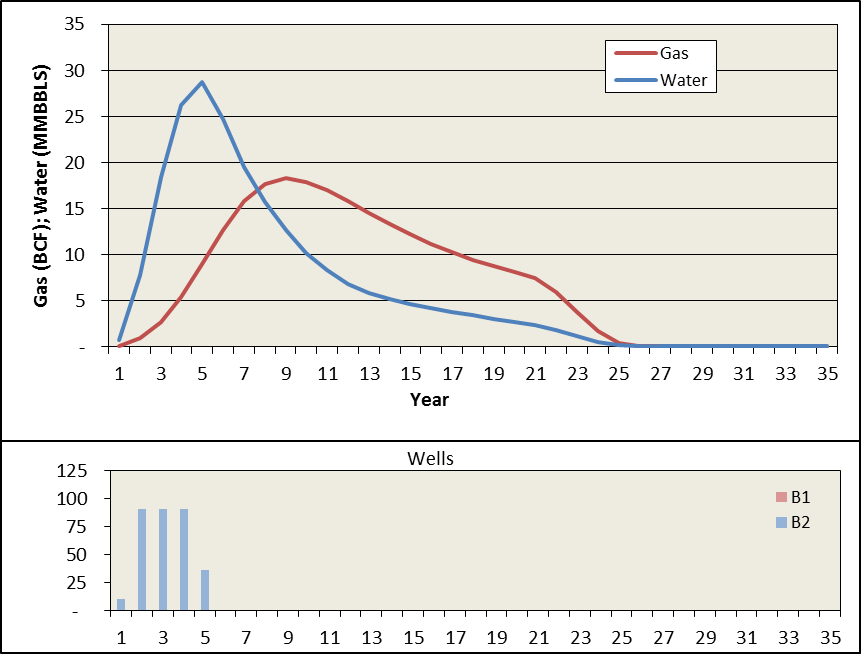 35
30
25
20
15
10
5
-
Gas (BCF); Water (MMBBLS)
Gas
Water
1 3 5 7 9 11 13 15 17 19 21 23 25 27 29 31 33 35
Year
Wells
125
100
75
50
25
-
B1
B2
1 3 5 7 9 11 13 15 17 19 21 23 25 27 29 31 33 35